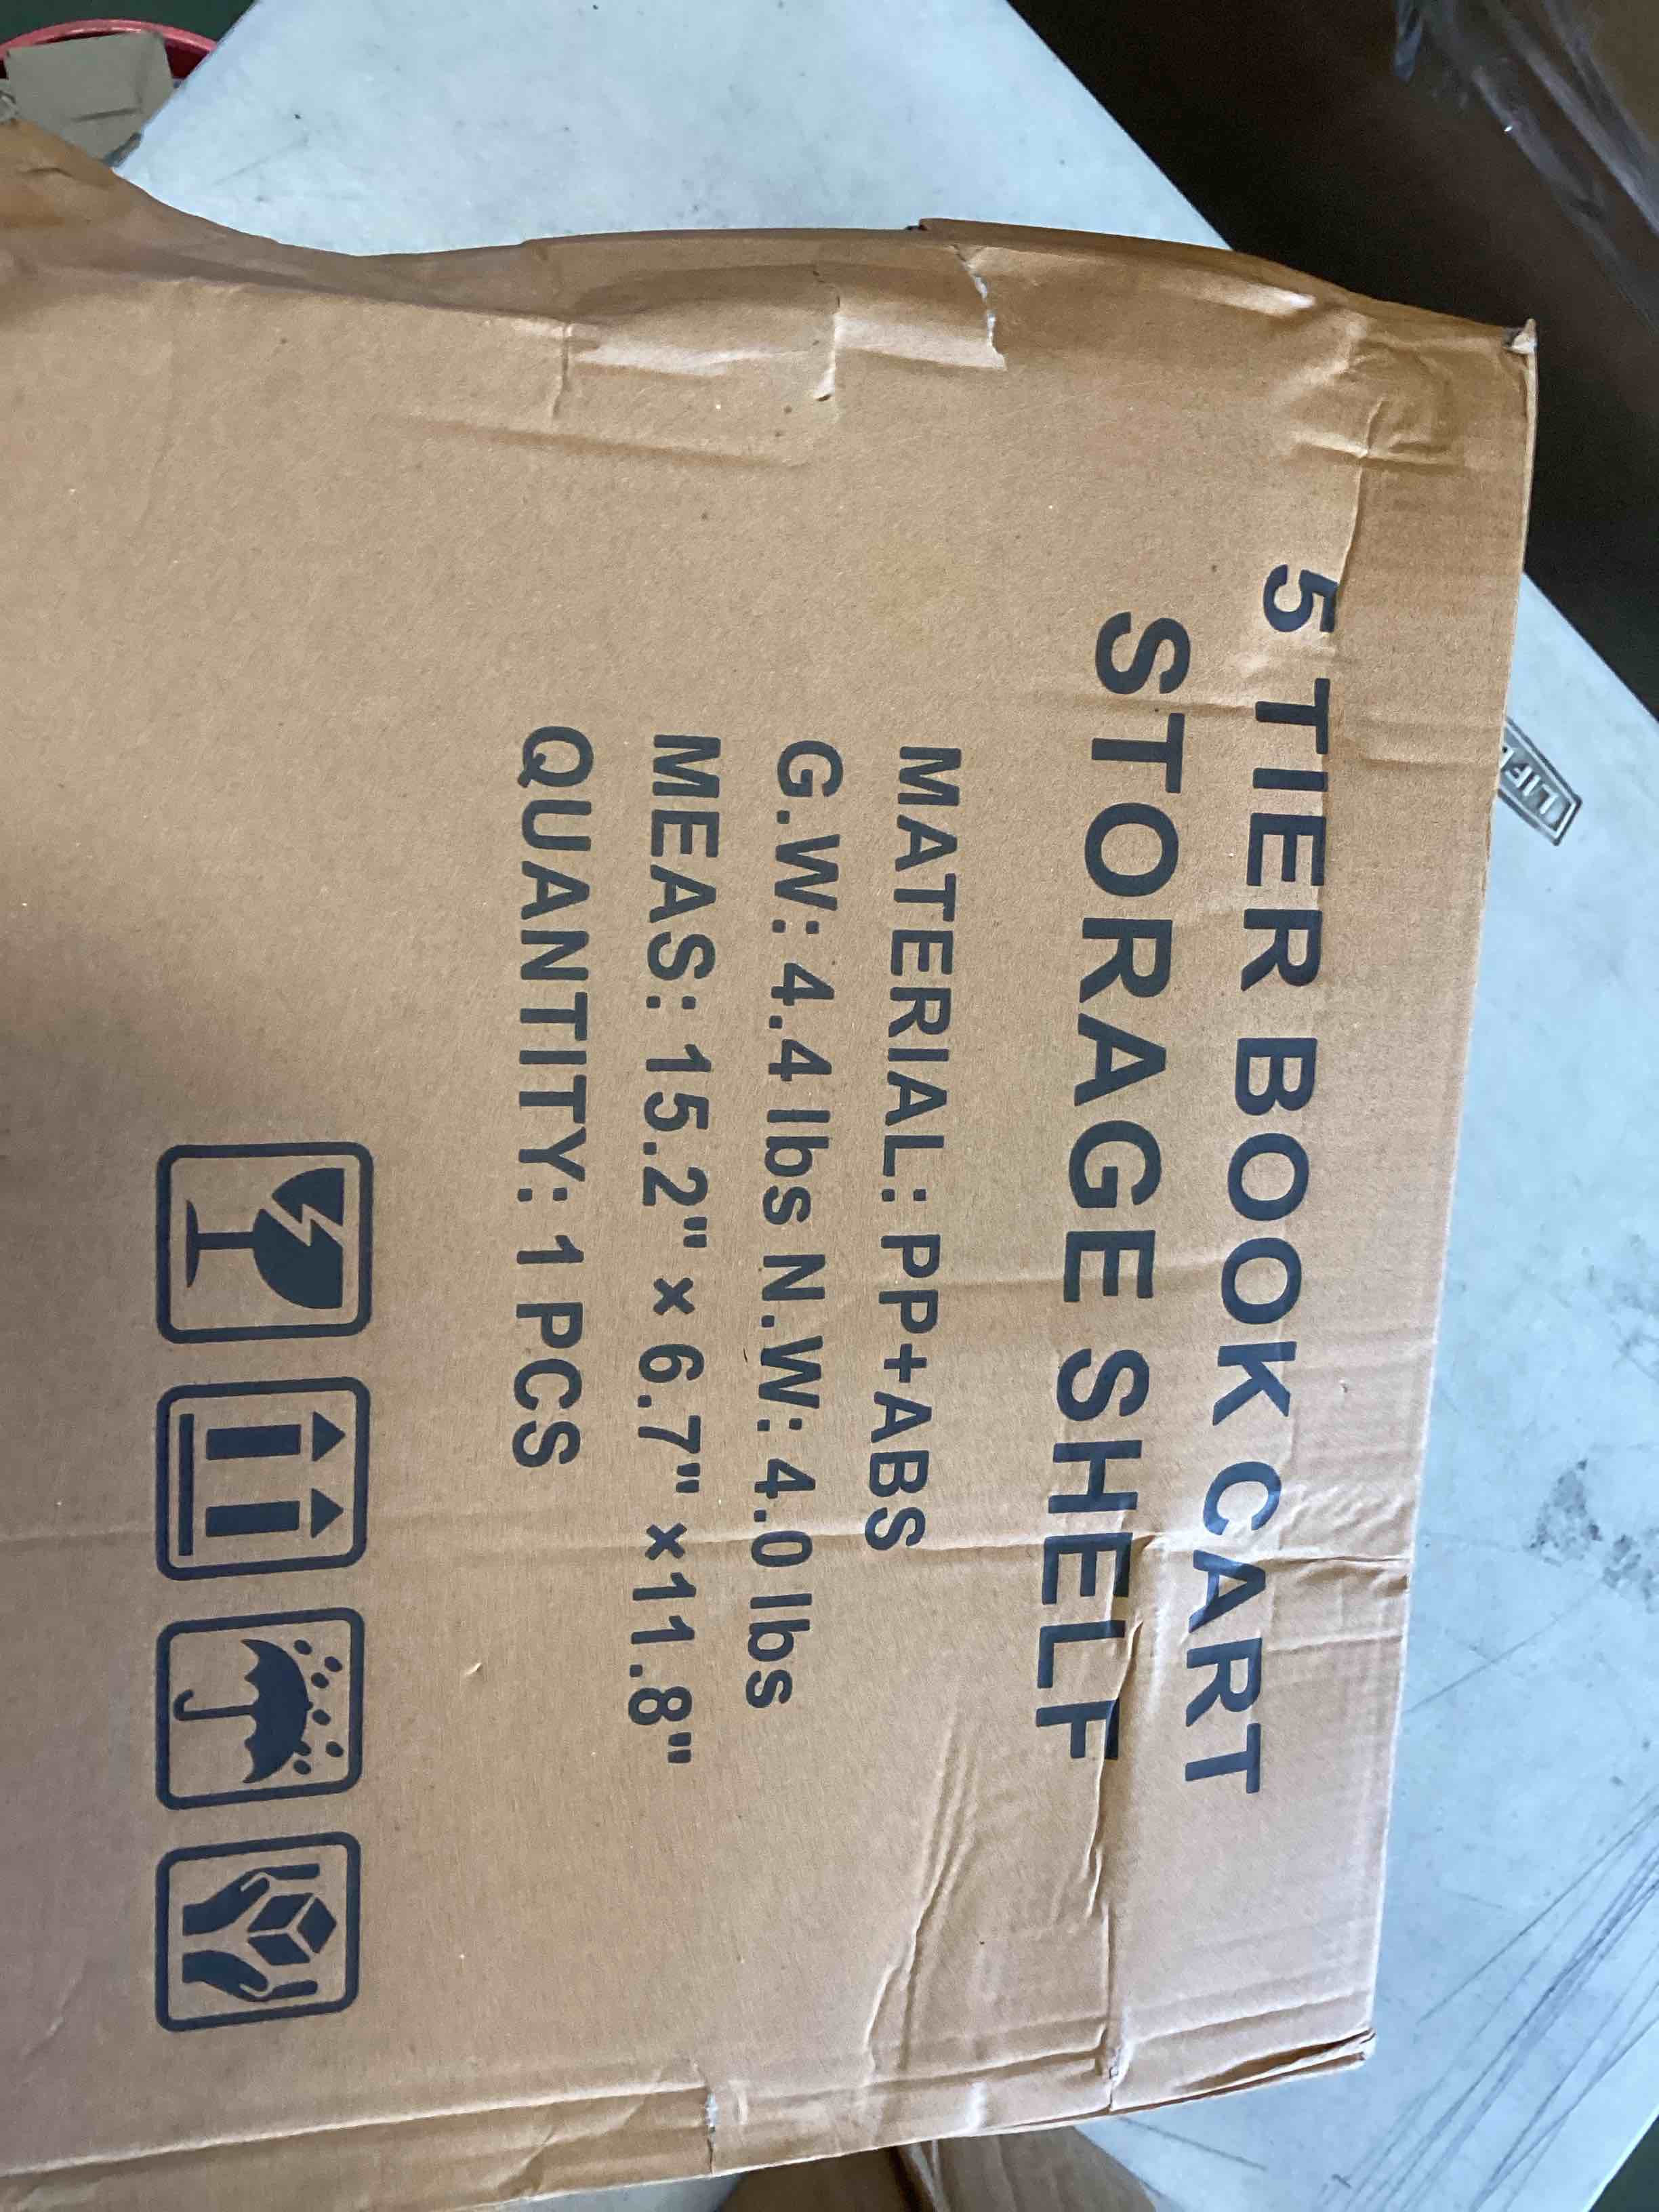 5 TIER BOOK CART
STORAGE SHELF
MATERIAL: PP+ABS
G.W: 4.4 lbs N.W: 4.0 lbs
MEAS: 15.2" × 6.7" ×11.8"
QUANTITY: 1 PCS